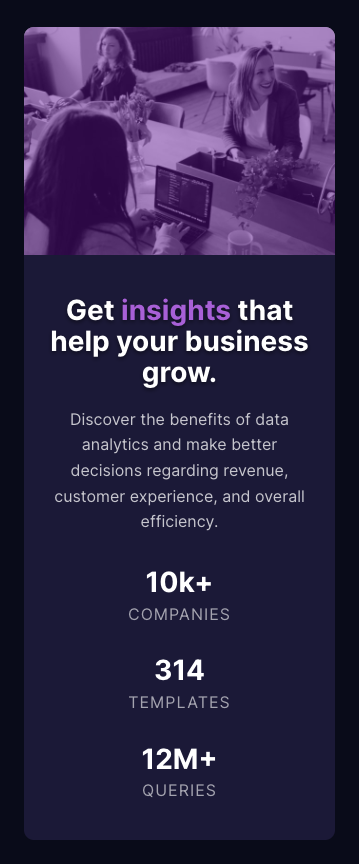 Get insights that
help your business
grow.
Discover the benefits of data
analytics and make better
decisions regarding revenue,
customer experience, and overall
efficiency.
10k+
COMPANIES
314
TEMPLATES
12M+
QUERIES